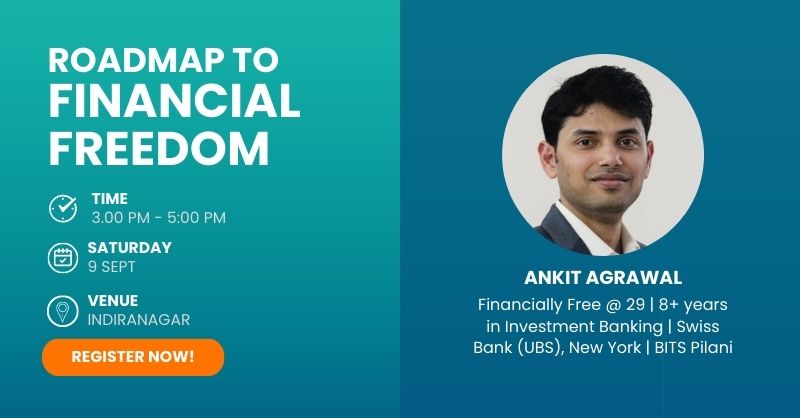 ROADMAP TO
FINANCIAL
FREEDOM
TIME
3.00 PM - 5:00 PM
SATURDAY
9 SEPT
VENUE
INDIRANAGAR
REGISTER NOW!
ANKIT AGRAWAL
Financially Free @ 29 | 8+ years
in Investment Banking | Swiss
Bank (UBS), New York | BITS Pilani